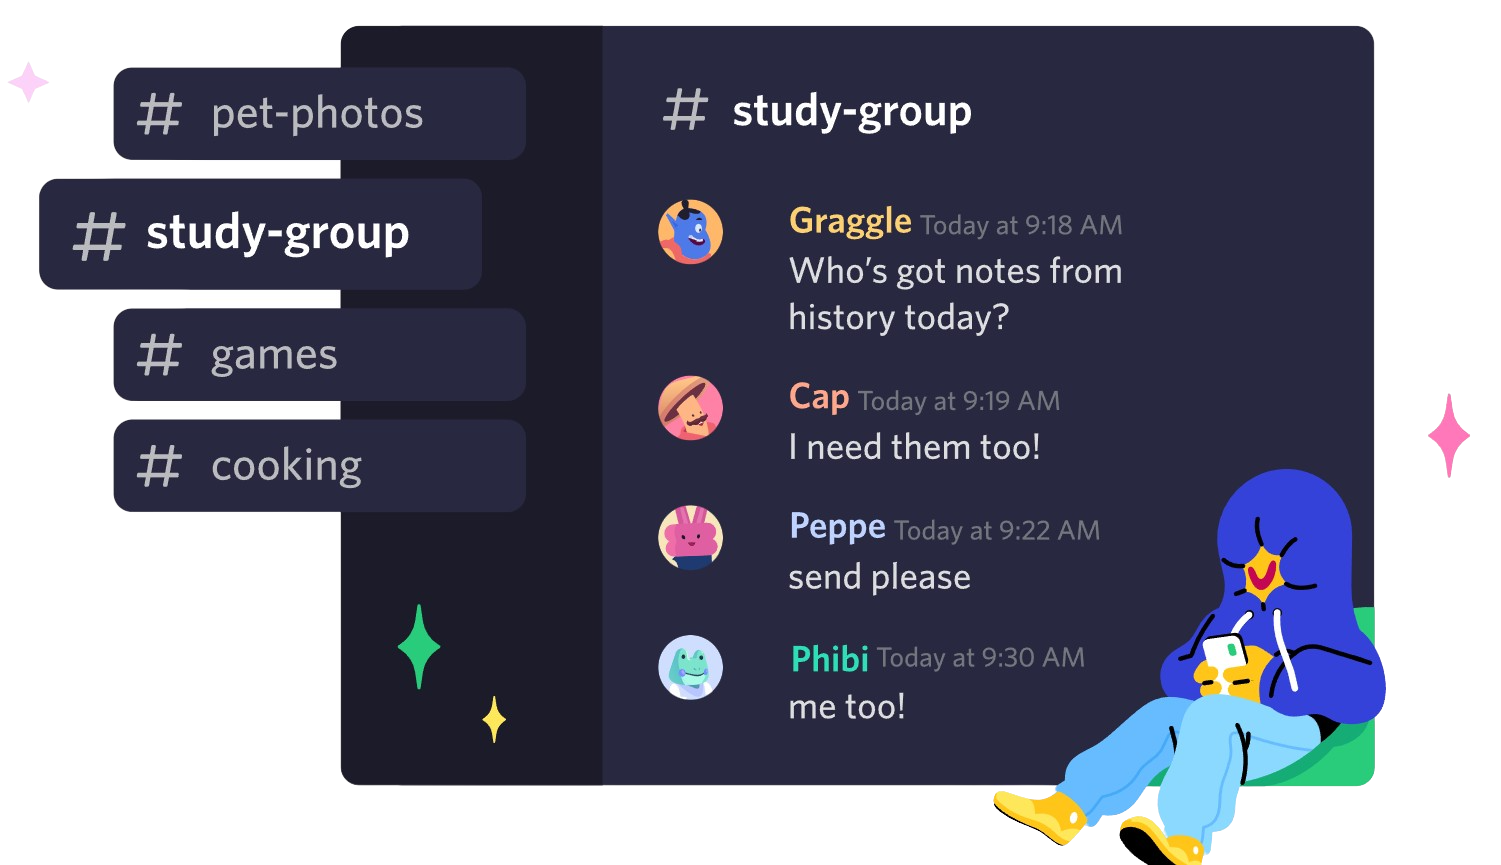 # pet-photos
# study-group
# games
# cooking
# study-group
Graggle Today at 9:18 AM
Who’s got notes from
history today?
Cap Today at 9:19 AM
I need them too!
Peppe Today at 9:22 AM
send please
Phibi Today at 9:30 AM
me too!